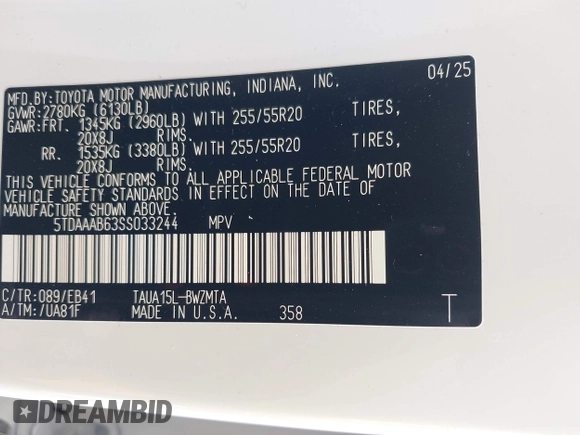 MFD.BY:TOYOTA MOTOR MANUFACTURING, INDIANA, INC. 04/25
GVWR:2780KG (6130LB)
GAWR:FRT. 1345KG (2960LB) WITH 255/55R20 TIRES,
20X8J RIMS.
RR. 1535KG (3380LB) WITH 255/55R20 TIRES,
20X8J RIMS.
THIS VEHICLE CONFORMS TO ALL APPLICABLE FEDERAL MOTOR
VEHICLE SAFETY STANDARDS IN EFFECT ON THE DATE OF
MANUFACTURE SHOWN ABOVE.
5TDAAAB63SS033244 MPV
C/TR:089/EB41 TAUA15L-BWZMTA
A/TM:/UA81F MADE IN U.S.A. 358 T
DREAMBID